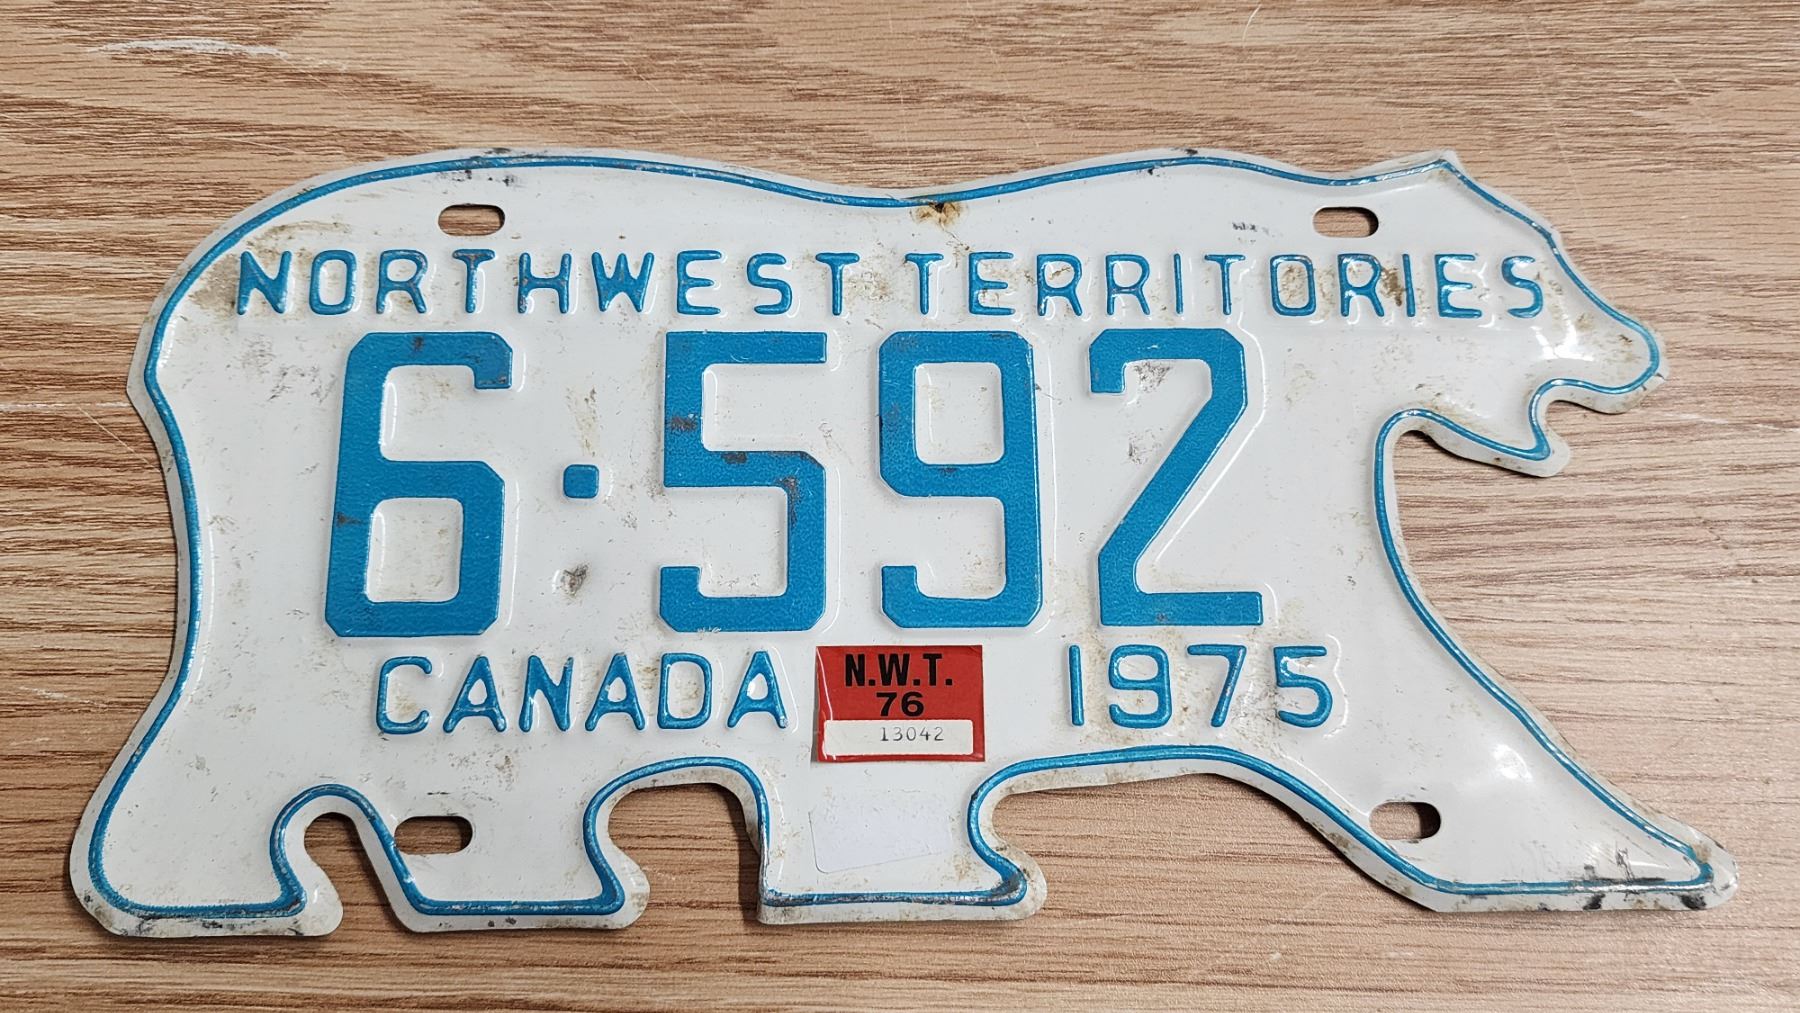 NORTHWEST TERRITORIES
6·592
CANADA 1975
N.W.T.
76
13042